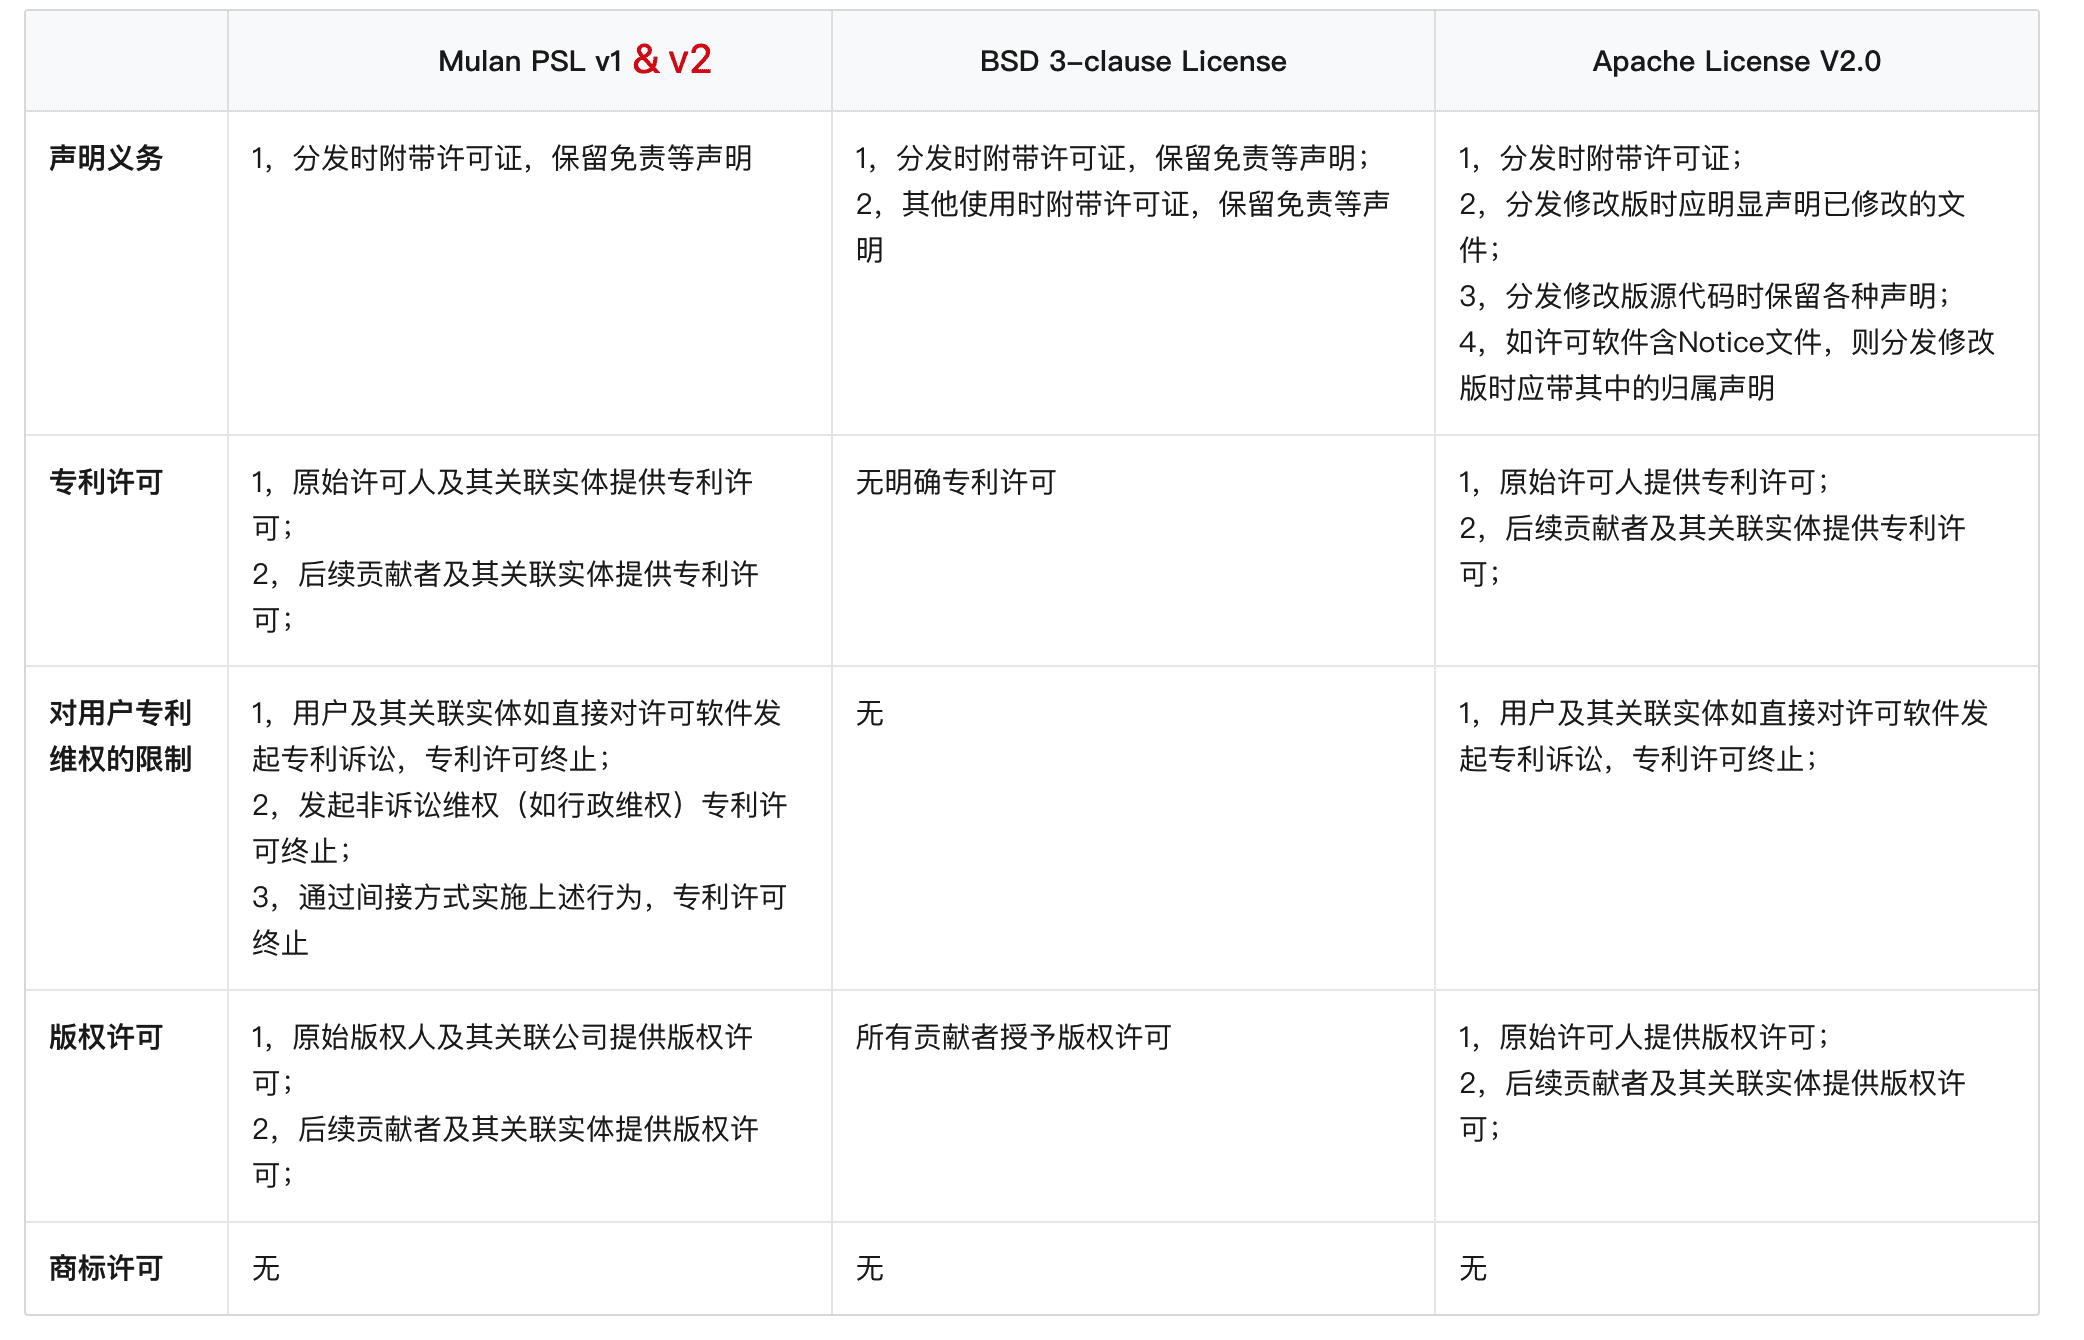 Mulan PSL v1 & v2
BSD 3-clause License
Apache License V2.0
声明义务
1，分发时附带许可证，保留免责等声明
1，分发时附带许可证，保留免责等声明；
2，其他使用时附带许可证，保留免责等声
明
1，分发时附带许可证；
2，分发修改版时应明显声明已修改的文
件；
3，分发修改版源代码时保留各种声明；
4，如许可软件含Notice文件，则分发修改
版时应带其中的归属声明
专利许可
1，原始许可人及其关联实体提供专利许
可；
2，后续贡献者及其关联实体提供专利许
可；
无明确专利许可
1，原始许可人提供专利许可；
2，后续贡献者及其关联实体提供专利许
可；
对用户专利
维权的限制
1，用户及其关联实体如直接对许可软件发
起专利诉讼，专利许可终止；
2，发起非诉讼维权（如行政维权）专利许
可终止；
3，通过间接方式实施上述行为，专利许可
终止
无
1，用户及其关联实体如直接对许可软件发
起专利诉讼，专利许可终止；
版权许可
1，原始版权人及其关联公司提供版权许
可；
2，后续贡献者及其关联实体提供版权许
可；
所有贡献者授予版权许可
1，原始许可人提供版权许可；
2，后续贡献者及其关联实体提供版权许
可；
商标许可
无
无
无